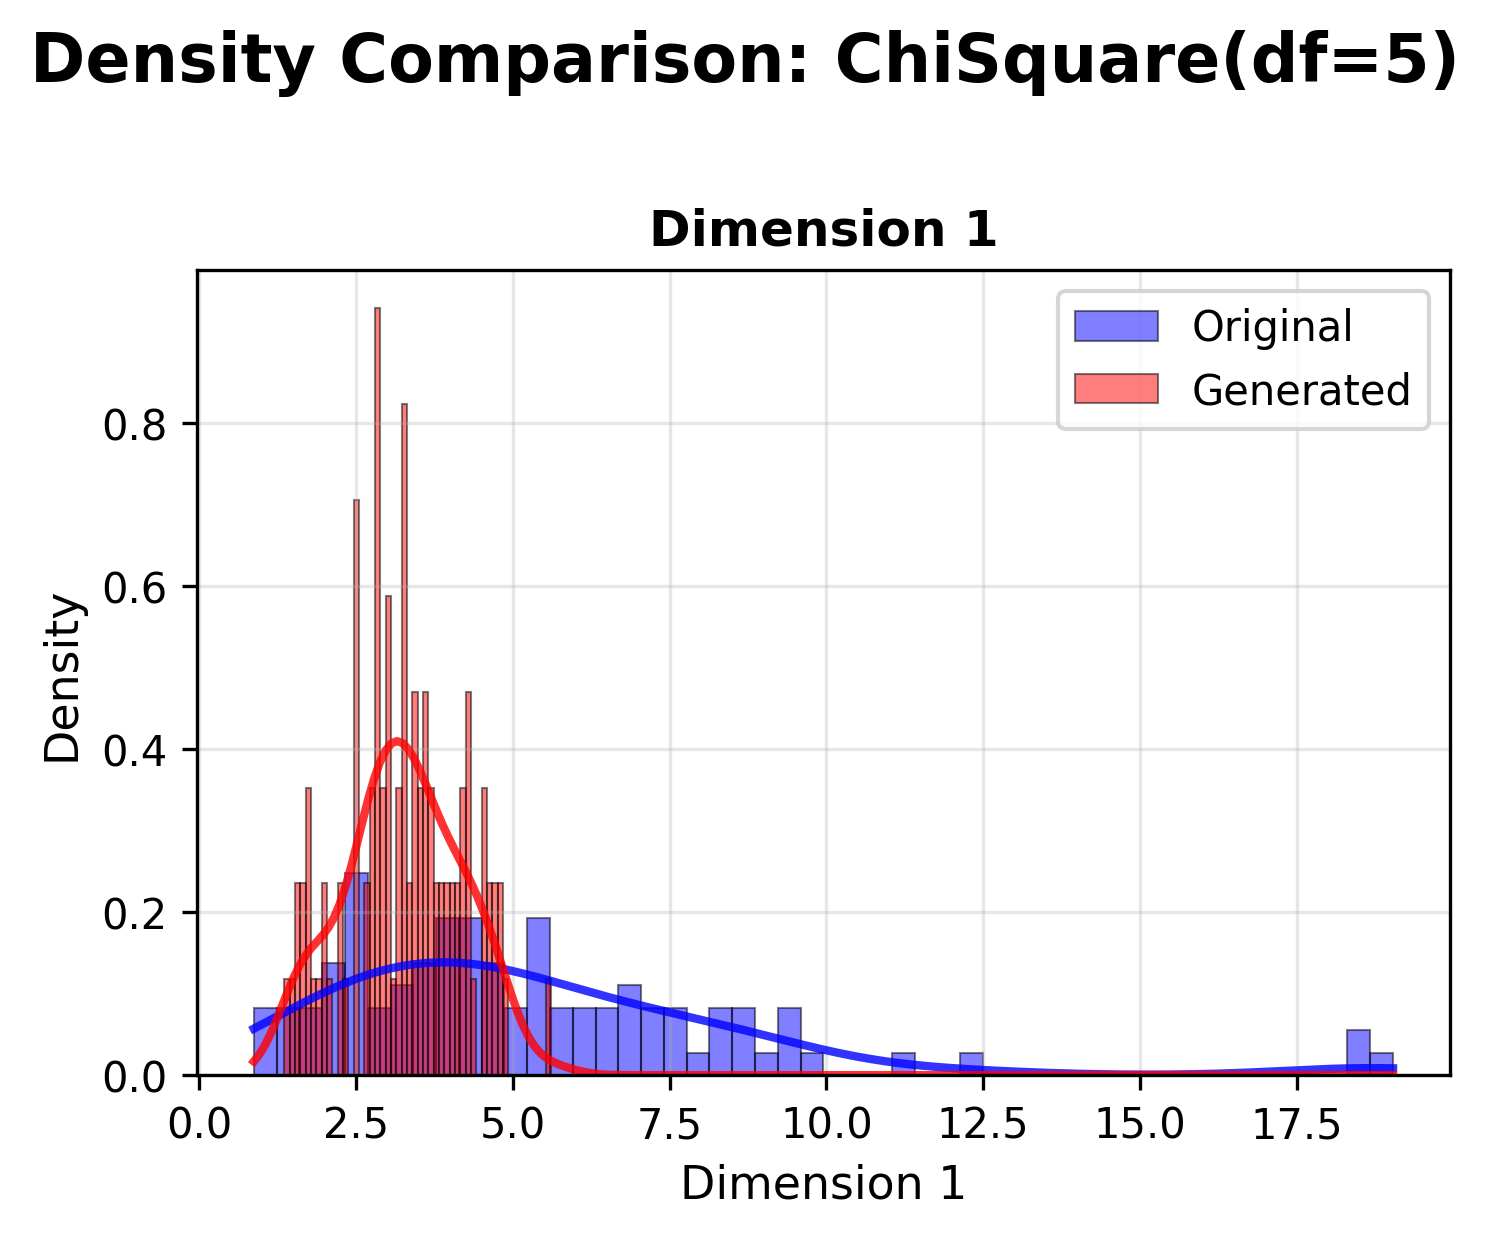 Density Comparison: ChiSquare(df=5)
Dimension 1
Original
Generated
Density
0.8
0.6
0.4
0.2
0.0
0.0 2.5 5.0 7.5 10.0 12.5 15.0 17.5
Dimension 1